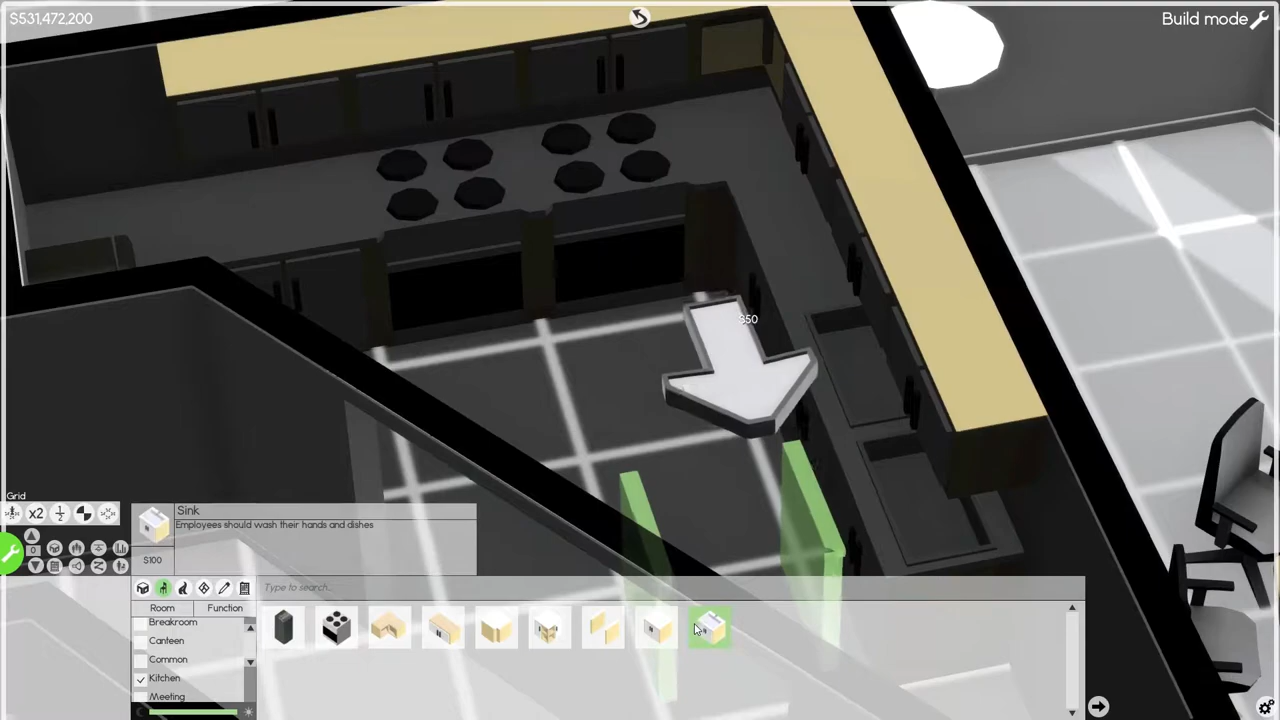 $531,472,200
Build mode
$50
Grid
x2
Sink
Employees should wash their hands and dishes
$100
Type to search...
Room
Function
Breakroom
Canteen
Common
Kitchen
Meeting